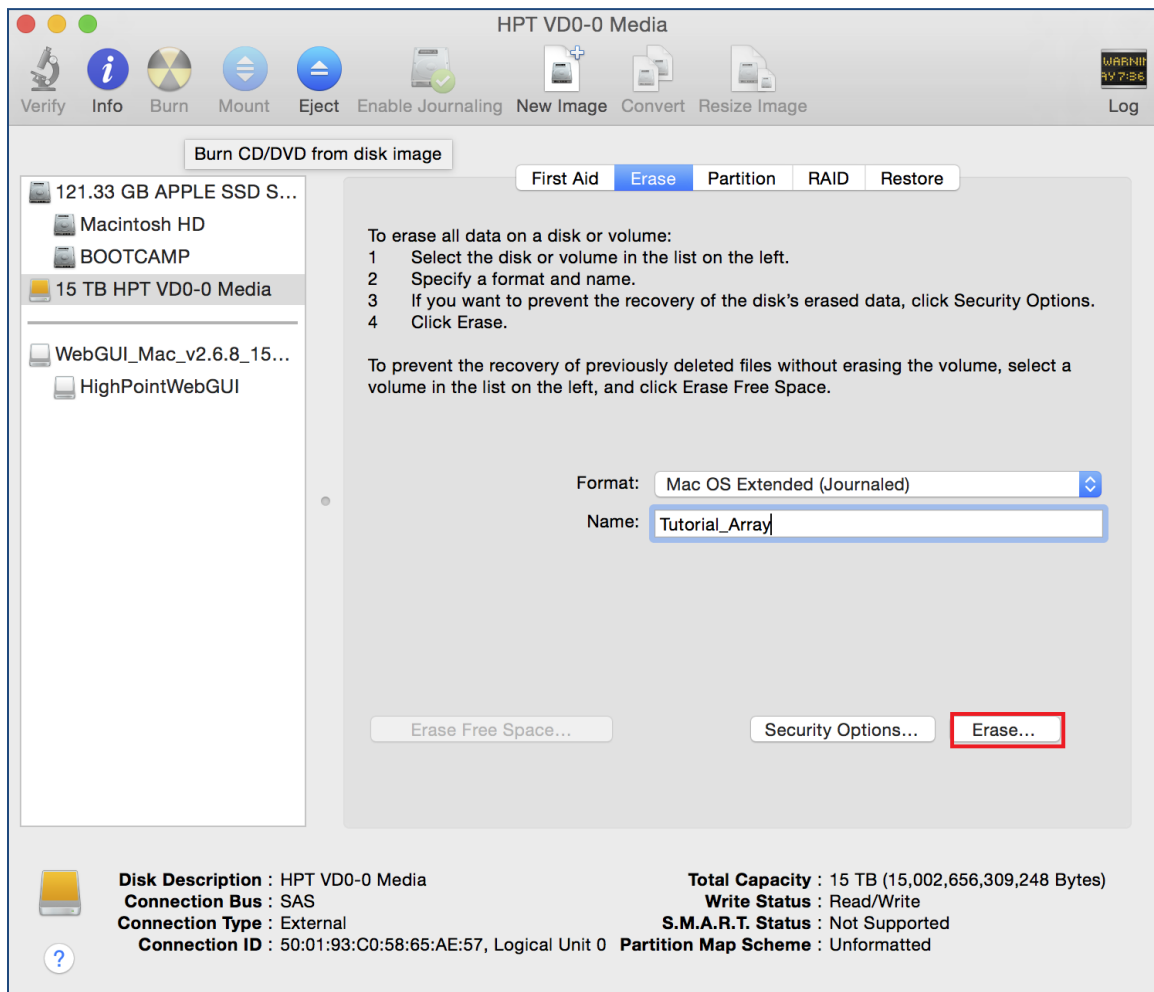 HPT VD0-0 Media
Verify Info Burn Mount Eject Enable Journaling New Image Convert Resize Image Log
WARNIN
AY 7:86
Burn CD/DVD from disk image
121.33 GB APPLE SSD S...
Macintosh HD
BOOTCAMP
15 TB HPT VD0-0 Media
WebGUI_Mac_v2.6.8_15...
HighPointWebGUI
First Aid Erase Partition RAID Restore
To erase all data on a disk or volume:
1 Select the disk or volume in the list on the left.
2 Specify a format and name.
3 If you want to prevent the recovery of the disk's erased data, click Security Options.
4 Click Erase.
To prevent the recovery of previously deleted files without erasing the volume, select a
volume in the list on the left, and click Erase Free Space.
Format: Mac OS Extended (Journaled)
Name: Tutorial_Array
Erase Free Space... Security Options... Erase...
Disk Description : HPT VD0-0 Media Total Capacity : 15 TB (15,002,656,309,248 Bytes)
Connection Bus : SAS Write Status : Read/Write
Connection Type : External S.M.A.R.T. Status : Not Supported
Connection ID : 50:01:93:C0:58:65:AE:57, Logical Unit 0 Partition Map Scheme : Unformatted
?